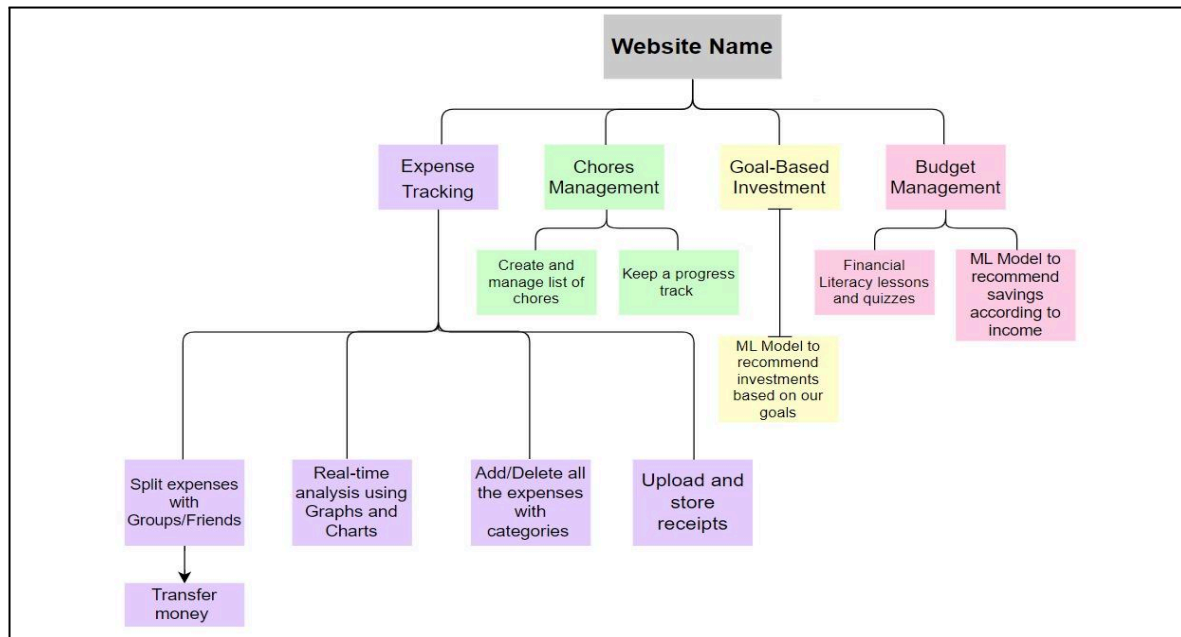 Website Name
Expense
Tracking
Chores
Management
Goal-Based
Investment
Budget
Management
Create and
manage list of
chores
Keep a progress
track
ML Model to
recommend
investments
based on our
goals
Financial
Literacy lessons
and quizzes
ML Model to
recommend
savings
according to
income
Split expenses
with
Groups/Friends
Real-time
analysis using
Graphs and
Charts
Add/Delete all
the expenses
with
categories
Upload and
store
receipts
Transfer
money